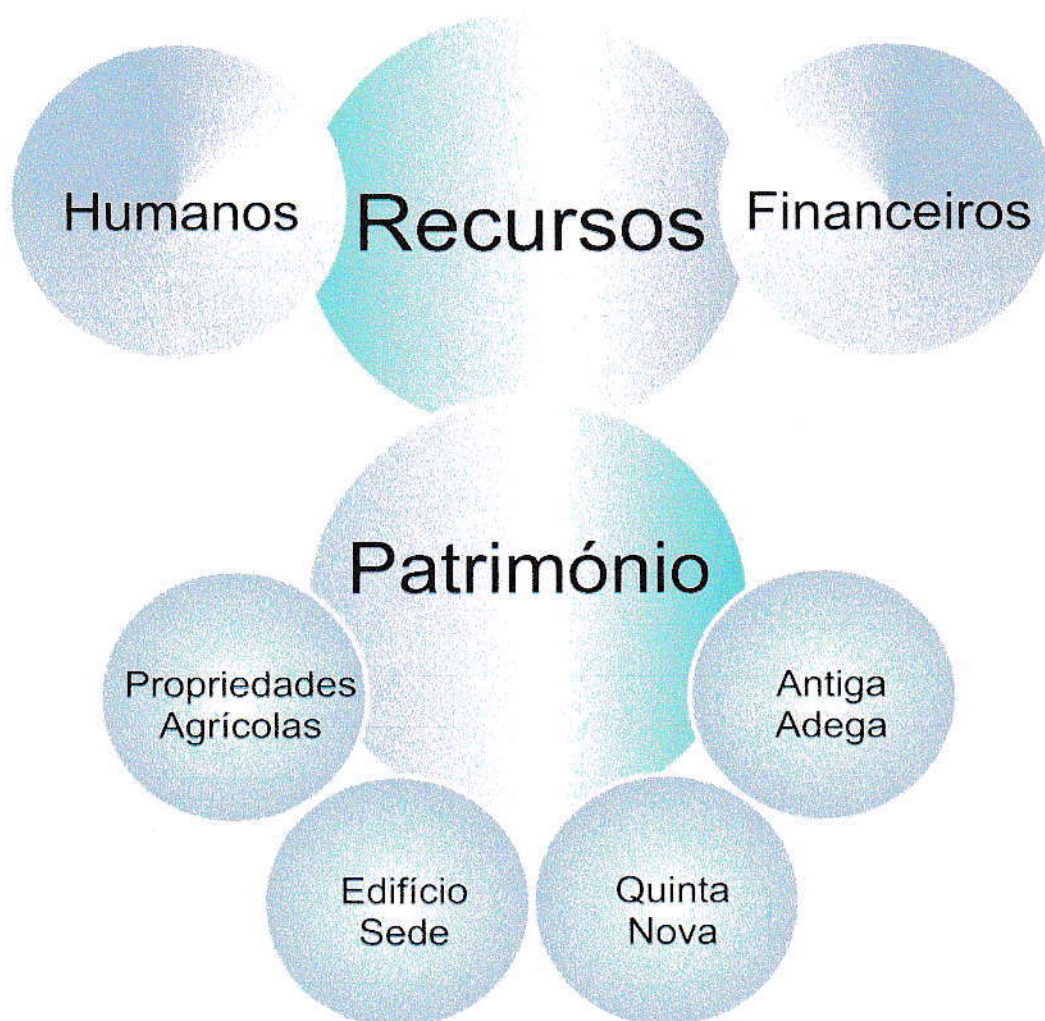 Humanos
Recursos
Financeiros
Património
Propriedades
Agrícolas
Antiga
Adega
Edifício
Sede
Quinta
Nova